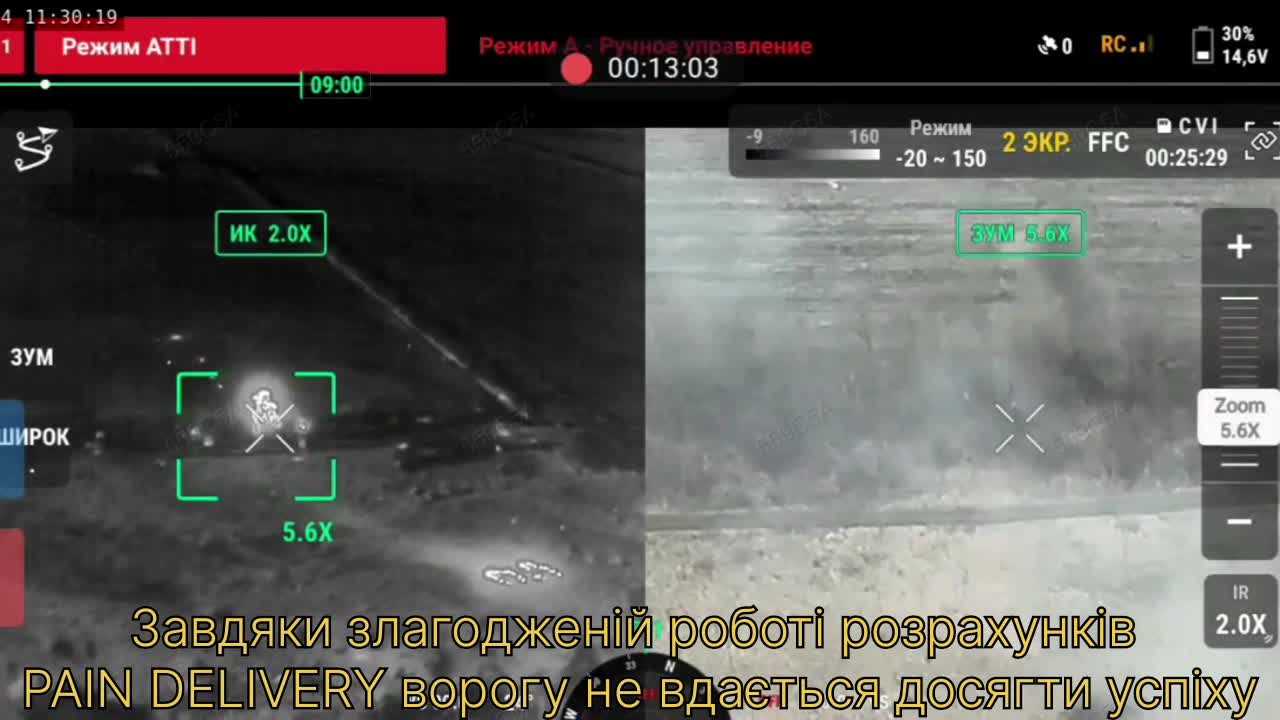 4 11:30:19
1
Режим ATTI
Режим А - Ручное управление
00:13:03
0
RC
30%
14,6V
09:00
-9
160
Режим
-20 ~ 150
2 ЭКР.
FFC
CVI
00:25:29
ИК 2.0X
ЗУМ 5.6X
ЗУМ
ШИРОК
Zoom
5.6X
5.6X
IR
2.0X
33
N
W
Завдяки злагодженій роботі розрахунків
PAIN DELIVERY ворогу не вдається досягти успіху